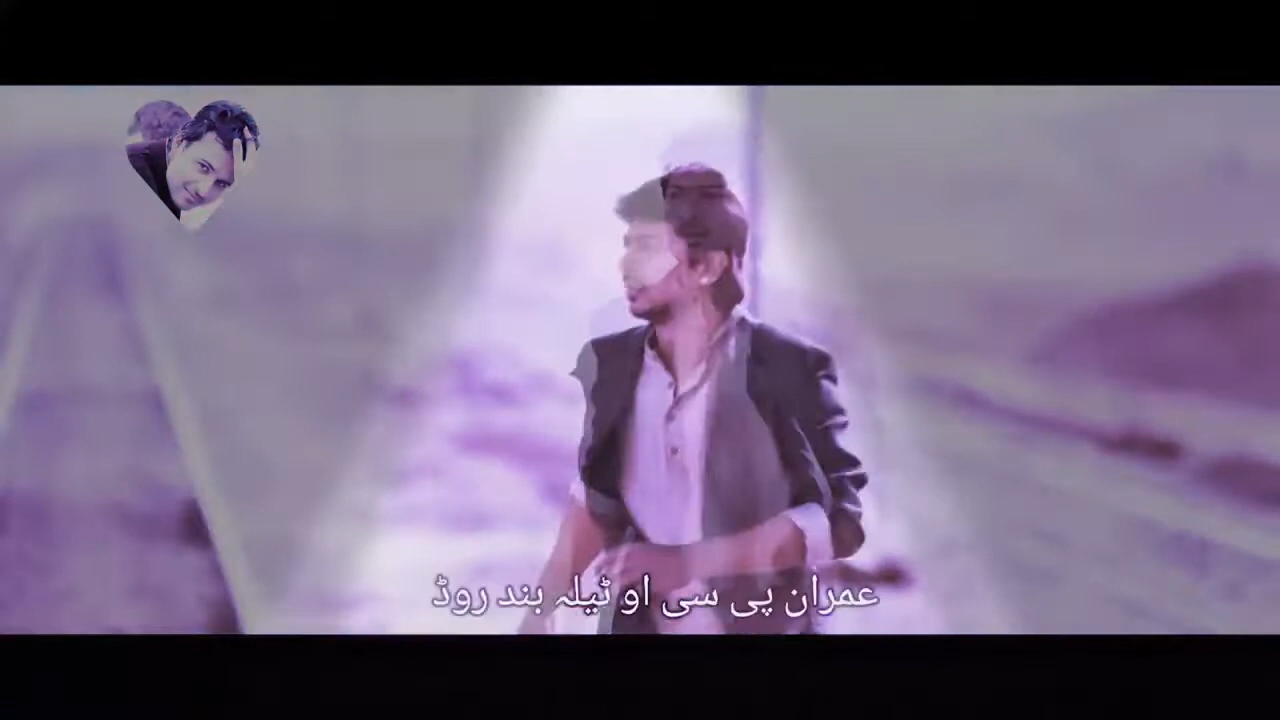 عمران پی سی او ٹیلہ بند روڈ